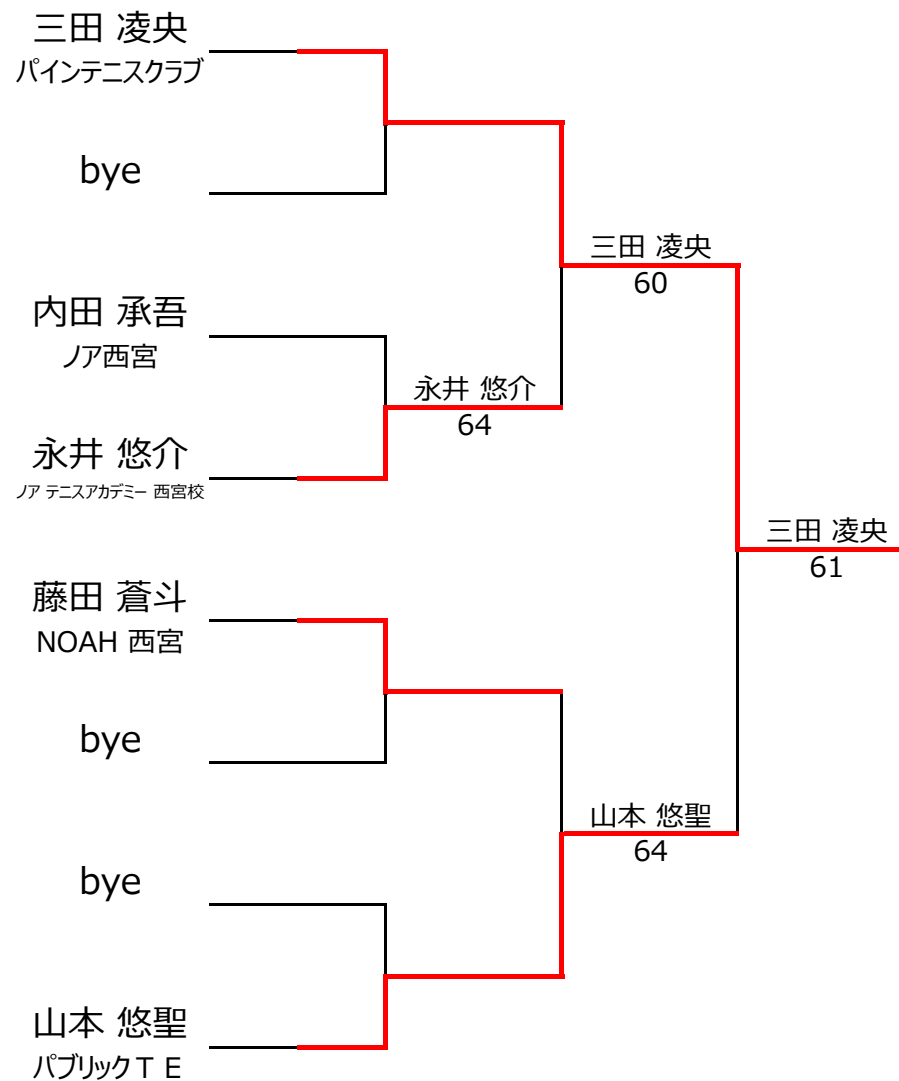 三田 凌央
パインテニスクラブ
bye
三田 凌央
60
内田 承吾
ノア西宮
永井 悠介
64
永井 悠介
ノア テニスアカデミー 西宮校
三田 凌央
61
藤田 蒼斗
NOAH 西宮
bye
山本 悠聖
64
bye
山本 悠聖
パブリックＴＥ